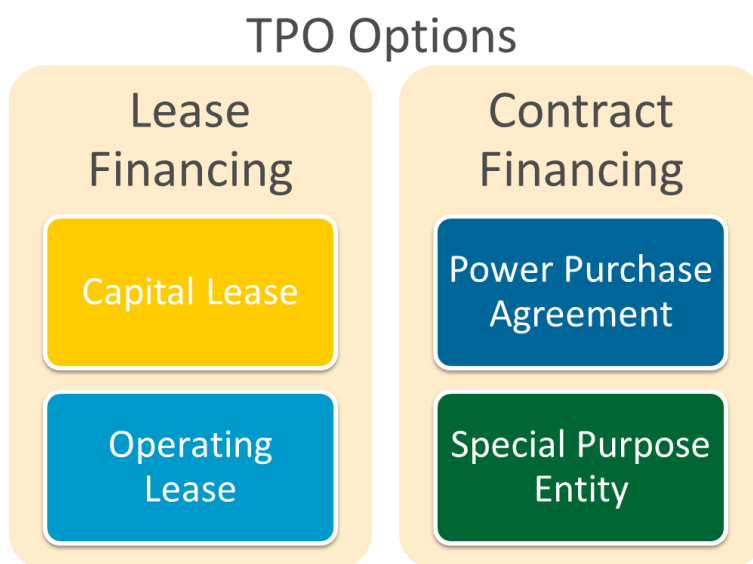 TPO Options
Lease
Financing
Capital Lease
Operating
Lease
Contract
Financing
Power Purchase
Agreement
Special Purpose
Entity